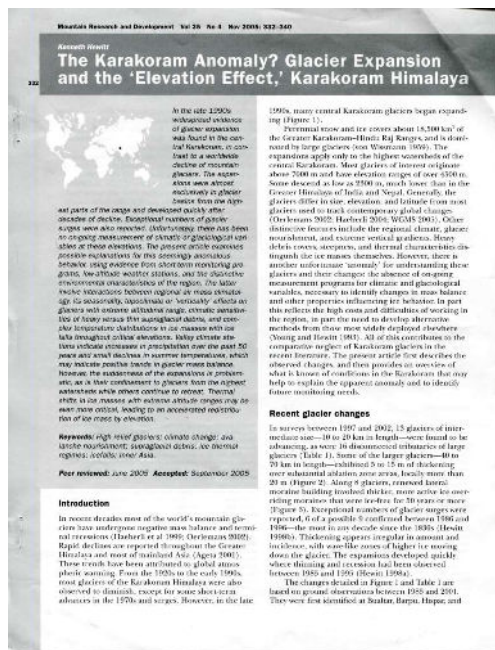 Mountain Research and Development Vol 25 No 4 Nov 2005: 332–340
Kenneth Hewitt
The Karakoram Anomaly? Glacier Expansion
and the 'Elevation Effect,' Karakoram Himalaya
332
In the late 1990s
widespread evidence
of glacier expansion
was found in the cen-
tral Karakoram, in con-
trast to a worldwide
decline of mountain
glaciers. The expan-
sions were almost
exclusively in glacier
basins from the high-
est parts of the range and developed quickly after
decades of decline. Exceptional numbers of glacier
surges were also reported. Unfortunately, there has been
no on-going measurement of climatic or glaciological vari-
ables at these elevations. The present article examines
possible explanations for this seemingly anomalous
behavior, using evidence from short-term monitoring pro-
grams, low-altitude weather stations, and the distinctive
environmental characteristics of the region. The latter
involve interactions between regional air mass climatol-
ogy, its seasonality, topoclimate or 'verticality' effects on
glaciers with extreme altitudinal range, climatic sensitivi-
ties of heavy versus thin supraglacial debris, and com-
plex temperature distributions in ice masses with ice
falls throughout critical elevations. Valley climate sta-
tions indicate increases in precipitation over the past 50
years and small declines in summer temperatures, which
may indicate positive trends in glacier mass balance.
However, the suddenness of the expansions is problem-
atic, as is their confinement to glaciers from the highest
watersheds while others continue to retreat. Thermal
shifts in ice masses with extreme altitude ranges may be
even more critical, leading to an accelerated redistribu-
tion of ice mass by elevation.
Keywords: High relief glaciers; climate change; ava-
lanche nourishment; supraglacial debris; ice thermal
regimes; icefalls; Inner Asia.
Peer reviewed: June 2005 Accepted: September 2005
Introduction
In recent decades most of the world's mountain gla-
ciers have undergone negative mass balance and termi-
nal recessions (Haeberli et al 1999; Oerlemans 2002).
Rapid declines are reported throughout the Greater
Himalaya and most of mainland Asia (Ageta 2001).
These trends have been attributed to global atmos-
pheric warming. From the 1920s to the early 1990s,
most glaciers of the Karakoram Himalaya were also
observed to diminish, except for some short-term
advances in the 1970s and surges. However, in the late
1990s, many central Karakoram glaciers began expand-
ing (Figure 1).
Perennial snow and ice covers about 18,500 km² of
the Greater Karakoram–Hindu Raj Ranges, and is domi-
nated by large glaciers (von Wissmann 1959). The
expansions apply only to the highest watersheds of the
central Karakoram. Most glaciers of interest originate
above 7000 m and have elevation ranges of over 4500 m.
Some descend as low as 2300 m, much lower than in the
Greater Himalaya of India and Nepal. Generally, the
glaciers differ in size, elevation, and latitude from most
glaciers used to track contemporary global changes
(Oerlemans 2002; Haeberli 2004; WGMS 2005). Other
distinctive features include the regional climate, glacier
nourishment, and extreme vertical gradients. Heavy
debris covers, steepness, and thermal characteristics dis-
tinguish the ice masses themselves. However, there is
another unfortunate 'anomaly' for understanding these
glaciers and their changes: the absence of on-going
measurement programs for climatic and glaciological
variables, necessary to identify changes in mass balance
and other properties influencing ice behavior. In part
this reflects the high costs and difficulties of working in
the region, in part the need to develop alternative
methods from those most widely deployed elsewhere
(Young and Hewitt 1993). All of this contributes to the
comparative neglect of Karakoram glaciers in the
recent literature. The present article first describes the
observed changes, and then provides an overview of
what is known of conditions in the Karakoram that may
help to explain the apparent anomaly and to identify
future monitoring needs.
Recent glacier changes
In surveys between 1997 and 2002, 13 glaciers of inter-
mediate size—10 to 20 km in length—were found to be
advancing, as were 16 disconnected tributaries of large
glaciers (Table 1). Some of the larger glaciers—40 to
70 km in length—exhibited 5 to 15 m of thickening
over substantial ablation zone areas, locally more than
20 m (Figure 2). Along 8 glaciers, renewed lateral
moraine building involved thicker, more active ice over-
riding moraines that were ice-free for 50 years or more
(Figure 3). Exceptional numbers of glacier surges were
reported, 6 of a possible 9 confirmed between 1986 and
1996—the most in any decade since the 1850s (Hewitt
1998b). Thickening appears irregular in amount and
incidence, with wave-like zones of higher ice moving
down the glacier. The expansions developed quickly
where thinning and recession had been observed
between 1985 and 1995 (Hewitt 1998a).
The changes detailed in Figure 1 and Table 1 are
based on ground observations between 1985 and 2001.
They were first identified at Bualtar, Barpu, Hispar, and